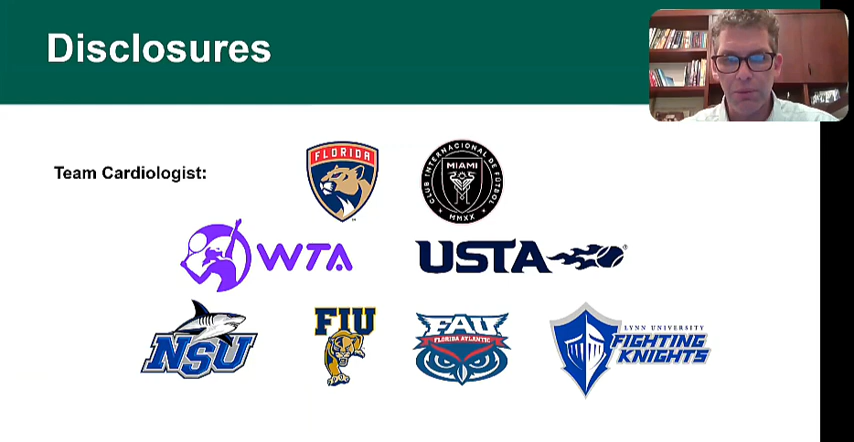 Disclosures
Team Cardiologist:
FLORIDA
CLUB INTERNACIONAL DE FÚTBOL
MIAMI
MMXX
WTA
USTA
NSU
FIU
FAU
FLORIDA ATLANTIC
LYNN UNIVERSITY
FIGHTING
KNIGHTS